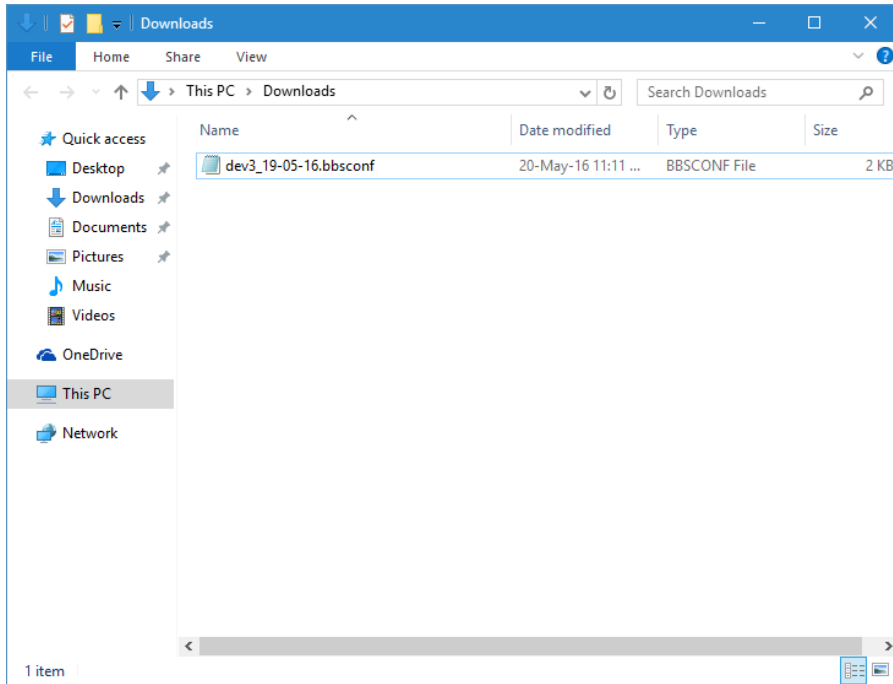 Downloads
File Home Share View
This PC > Downloads
Search Downloads
Name Date modified Type Size
dev3_19-05-16.bbsconf 20-May-16 11:11 ... BBSCONF File 2 KB
Quick access
Desktop
Downloads
Documents
Pictures
Music
Videos
OneDrive
This PC
Network
1 item